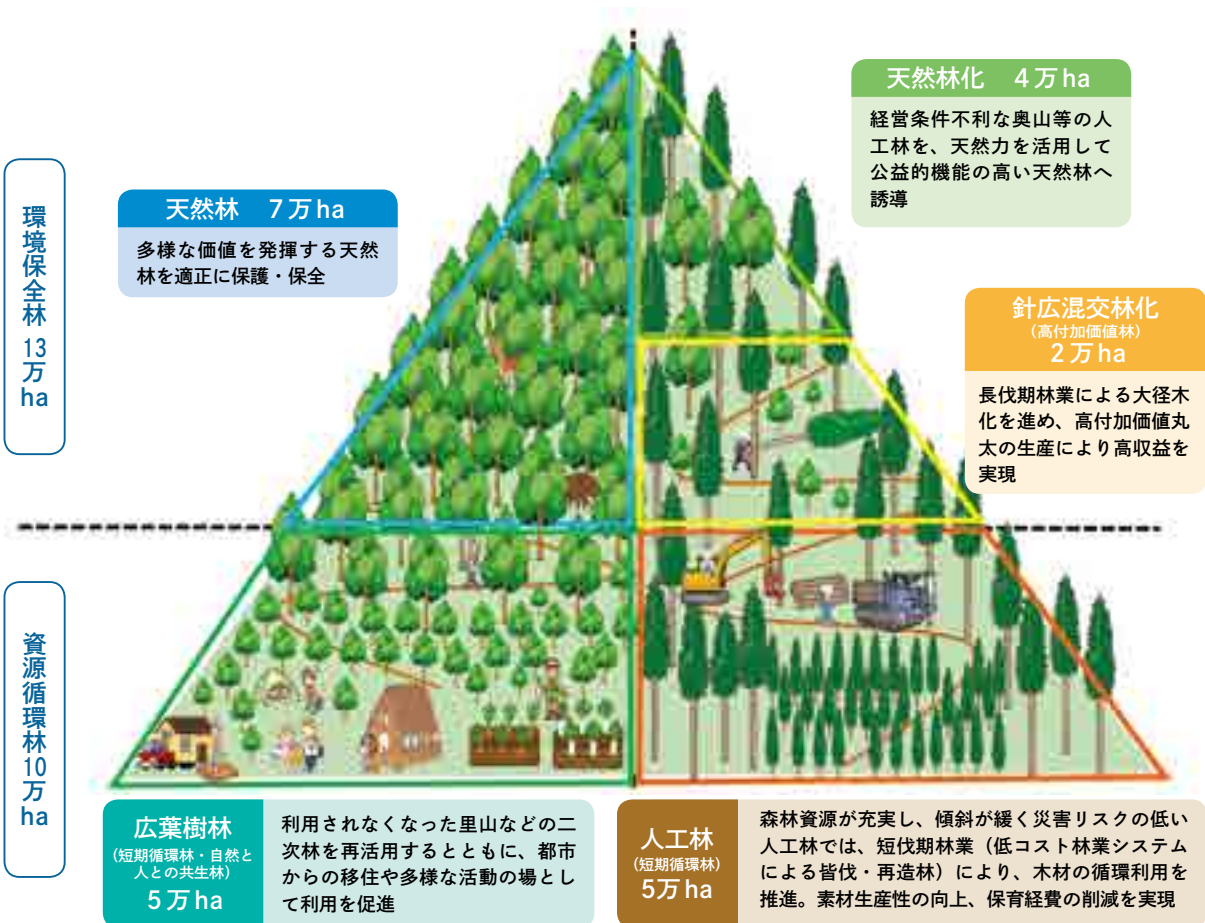 天然林化　4万ha
経営条件不利な奥山等の人
工林を、天然力を活用して
公益的機能の高い天然林へ
誘導
環境保全林 13万ha
天然林　7万ha
多様な価値を発揮する天然
林を適正に保護・保全
針広混交林化
(高付加価値林)
2万ha
長伐期林業による大径木
化を進め、高付加価値丸
太の生産により高収益を
実現
資源循環林10万ha
広葉樹林
(短期循環林・自然と
人との共生林)
5万ha
利用されなくなった里山などの二
次林を再活用するとともに、都市
からの移住や多様な活動の場とし
て利用を促進
人工林
(短期循環林)
5万ha
森林資源が充実し、傾斜が緩く災害リスクの低い
人工林では、短伐期林業（低コスト林業システム
による皆伐・再造林）により、木材の循環利用を
推進。素材生産性の向上、保育経費の削減を実現